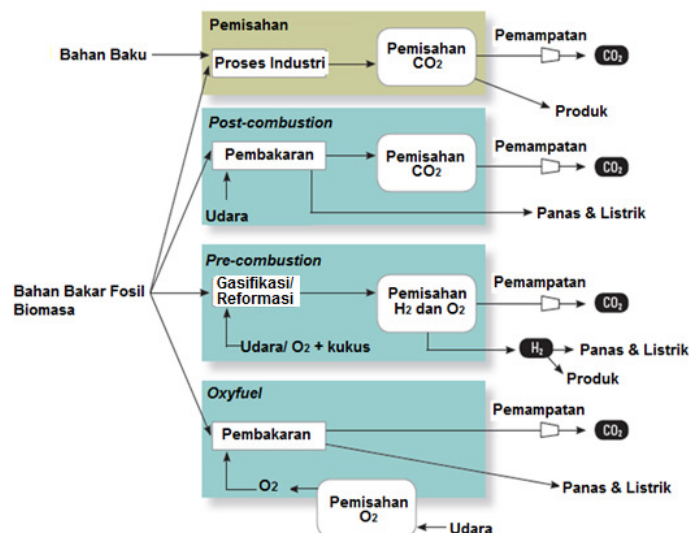 Pemisahan
Bahan Baku
Proses Industri
Pemisahan
CO2
Pemampatan
CO2
Produk
Post-combustion
Pembakaran
Pemisahan
CO2
Pemampatan
CO2
Udara
Panas & Listrik
Pre-combustion
Bahan Bakar Fosil
Biomasa
Gasifikasi/
Reformasi
Pemisahan
H2 dan O2
Pemampatan
CO2
Udara/ O2 + kukus
H2
Panas & Listrik
Produk
Oxyfuel
Pembakaran
Pemampatan
CO2
O2
Pemisahan
O2
Panas & Listrik
Udara